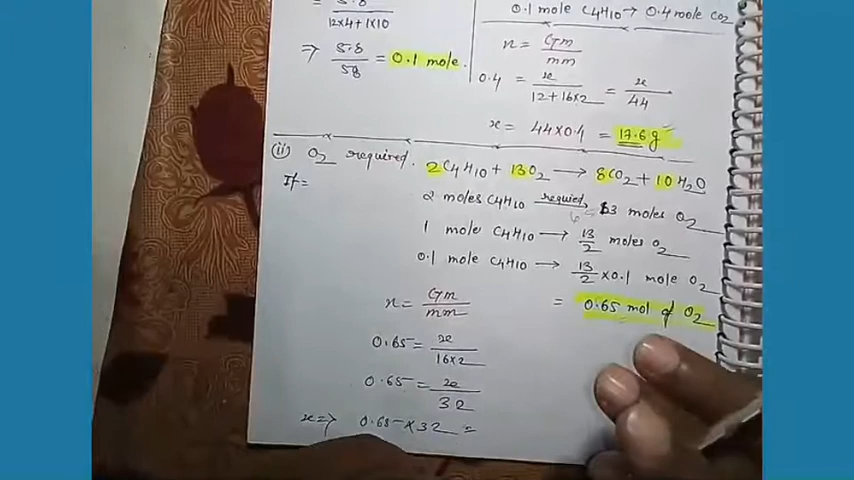 12×4+1×10
⇒ 5.8/58 = 0.1 mole.
0.1 mole C4H10 → 0.4 mole CO2
n = Gm/mm
0.4 = x/12+16×2 = x/44
x = 44×0.4 = 17.6g
(ii) O2 required.
2C4H10 + 13O2 → 8CO2 + 10H2O
If =
2 moles C4H10 required 13 moles O2
1 mole C4H10 → 13/2 moles O2
0.1 mole C4H10 → 13/2 × 0.1 mole O2
= 0.65 mol of O2
n = Gm/mm
0.65 = x/16×2
0.65 = x/32
x ⇒ 0.65 × 32 =